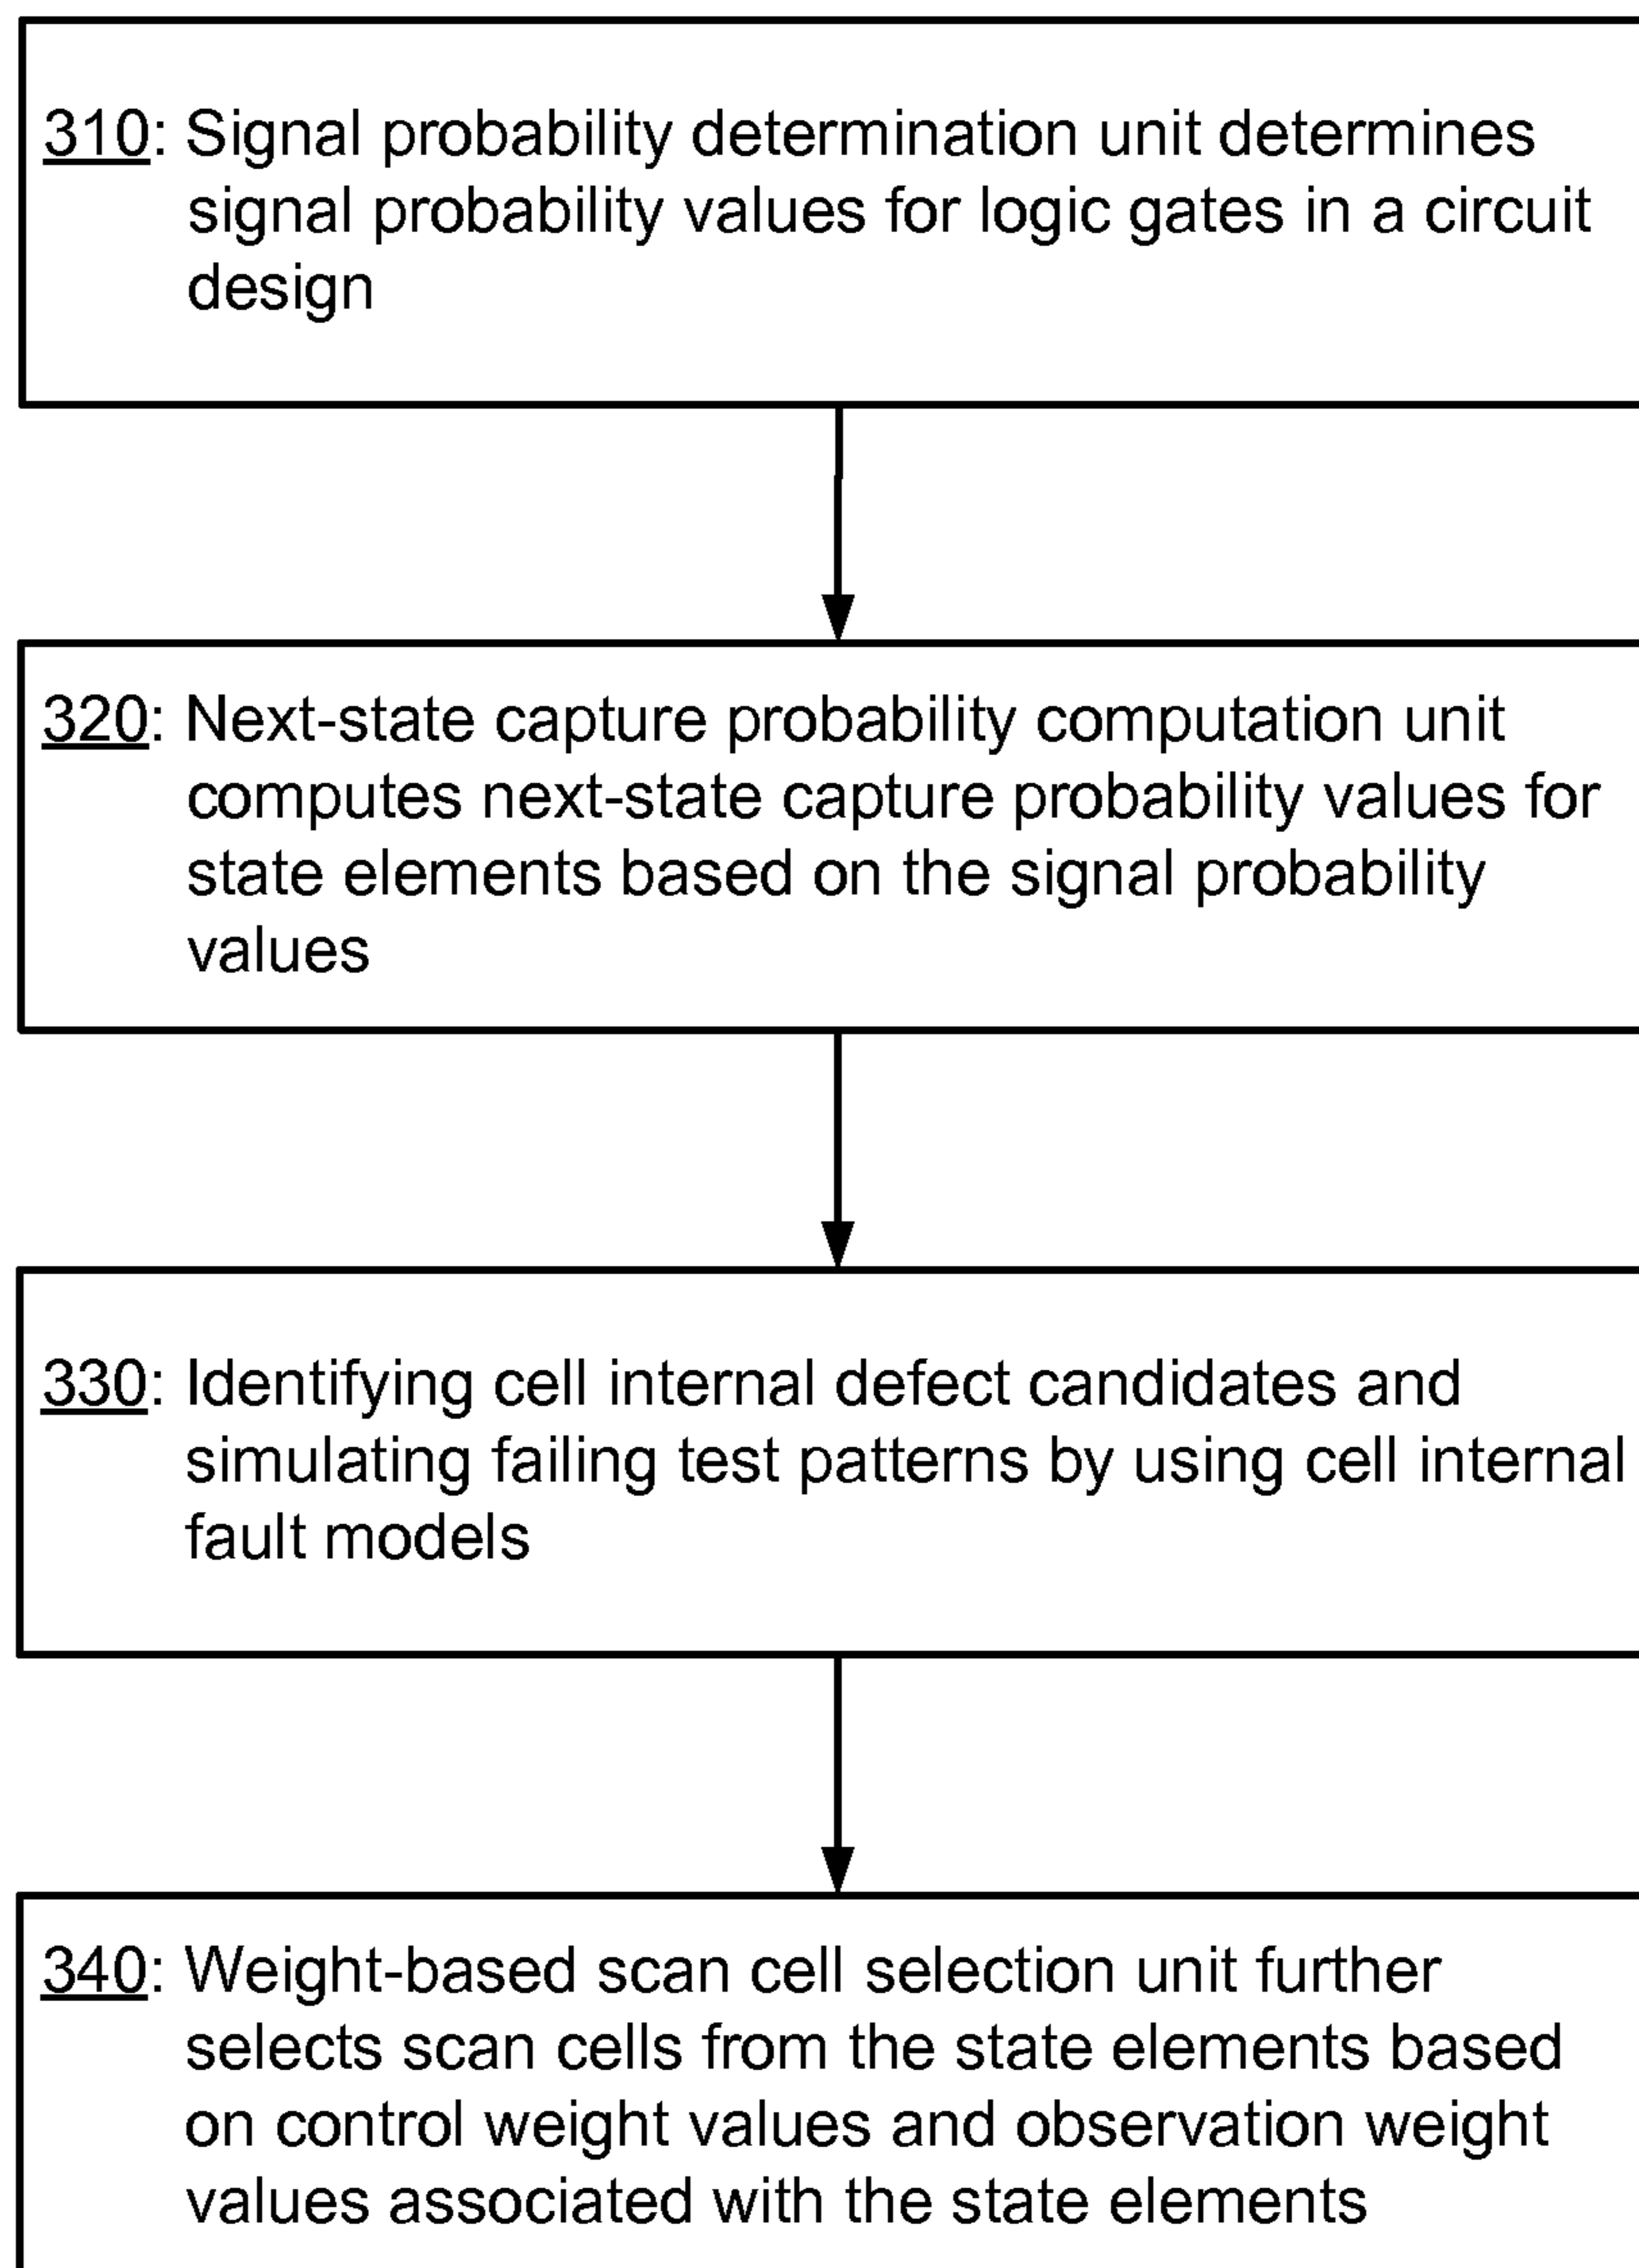 310: Signal probability determination unit determines
signal probability values for logic gates in a circuit
design
320: Next-state capture probability computation unit
computes next-state capture probability values for
state elements based on the signal probability
values
330: Identifying cell internal defect candidates and
simulating failing test patterns by using cell internal
fault models
340: Weight-based scan cell selection unit further
selects scan cells from the state elements based
on control weight values and observation weight
values associated with the state elements